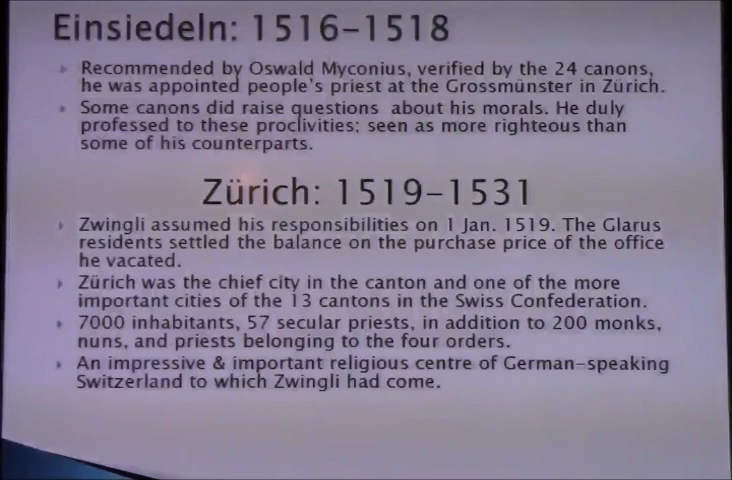 Einsiedeln: 1516–1518
Recommended by Oswald Myconius, verified by the 24 canons,
he was appointed people's priest at the Grossmünster in Zürich.
Some canons did raise questions about his morals. He duly
professed to these proclivities; seen as more righteous than
some of his counterparts.
Zürich: 1519–1531
Zwingli assumed his responsibilities on 1 Jan. 1519. The Glarus
residents settled the balance on the purchase price of the office
he vacated.
Zürich was the chief city in the canton and one of the more
important cities of the 13 cantons in the Swiss Confederation.
7000 inhabitants, 57 secular priests, in addition to 200 monks,
nuns, and priests belonging to the four orders.
An impressive & important religious centre of German–speaking
Switzerland to which Zwingli had come.